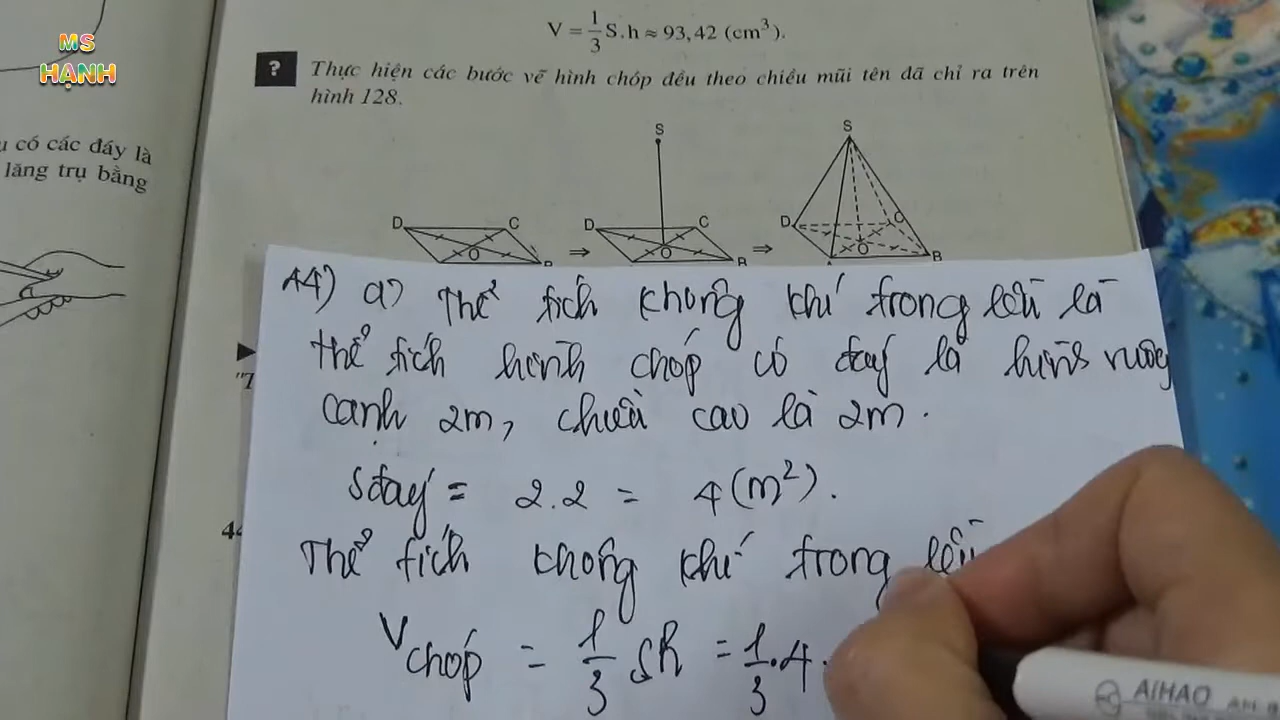 MS
HẠNH
V = 1/3 S.h ≈ 93,42 (cm³).
? Thực hiện các bước vẽ hình chóp đều theo chiều mũi tên đã chỉ ra trên
hình 128.
ụ có các đáy là
lăng trụ bằng
S
S
D C
D C
D C
O B ⇒ O B ⇒ O A B
"T
44) a) Thể tích không khí trong lều là
thể tích hình chóp có đáy là hình vuông
cạnh 2m, chiều cao là 2m.
Sđáy = 2.2 = 4 (m²).
44
Thể tích không khí trong lều
Vchóp = 1/3 Sh = 1/3 . 4 .
AIHAO